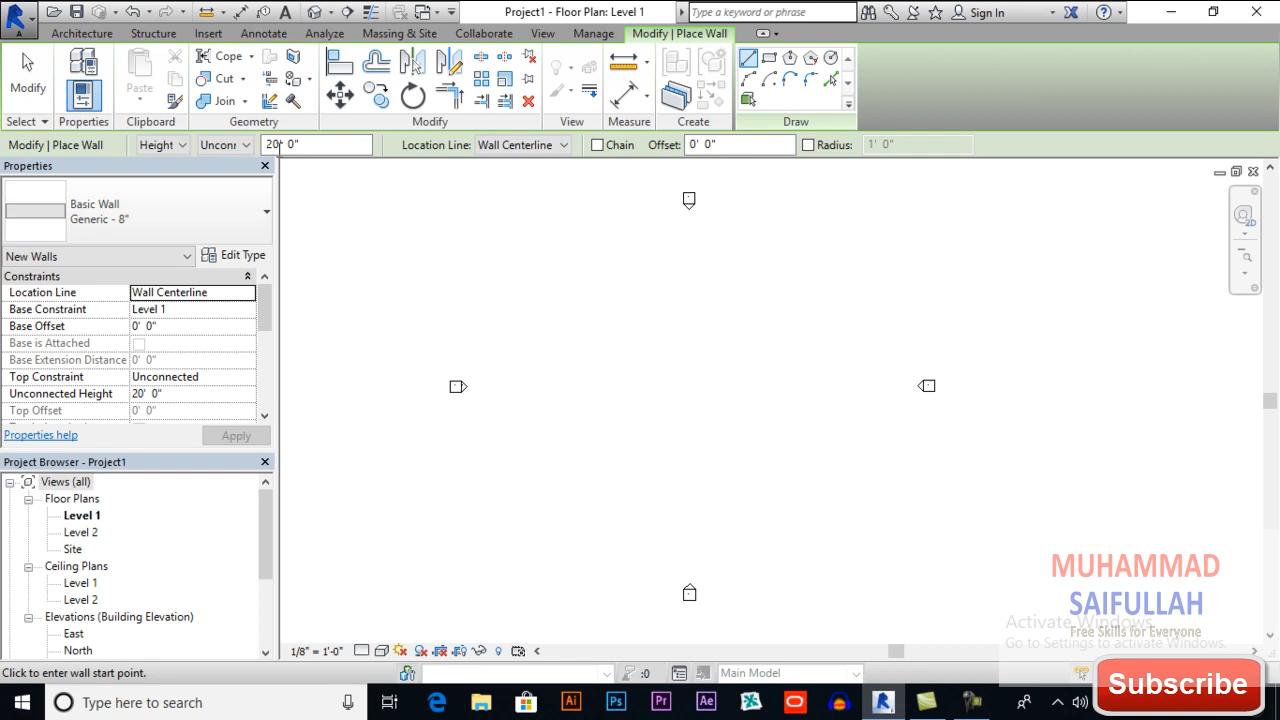 Project1 - Floor Plan: Level 1
Type a keyword or phrase
Sign In
Architecture Structure Insert Annotate Analyze Massing & Site Collaborate View Manage Modify | Place Wall
Modify
Paste
Cope
Cut
Join
Select Properties Clipboard Geometry Modify View Measure Create Draw
Modify | Place Wall Height Uncon 20' 0" Location Line: Wall Centerline Chain Offset: 0' 0" Radius: 1' 0"
Properties
Basic Wall
Generic - 8"
New Walls Edit Type
Constraints
Location Line Wall Centerline
Base Constraint Level 1
Base Offset 0' 0"
Base is Attached
Base Extension Distance 0' 0"
Top Constraint Unconnected
Unconnected Height 20' 0"
Top Offset 0' 0"
Properties help Apply
Project Browser - Project1
Views (all)
Floor Plans
Level 1
Level 2
Site
Ceiling Plans
Level 1
Level 2
Elevations (Building Elevation)
East
North
2D
MUHAMMAD
SAIFULLAH
Free Skills for Everyone
Activate Windows
Go to Settings to activate Windows.
1/8" = 1'-0"
Click to enter wall start point.
:0
Main Model
Subscribe
Type here to search
Ai Ps Pr Ae